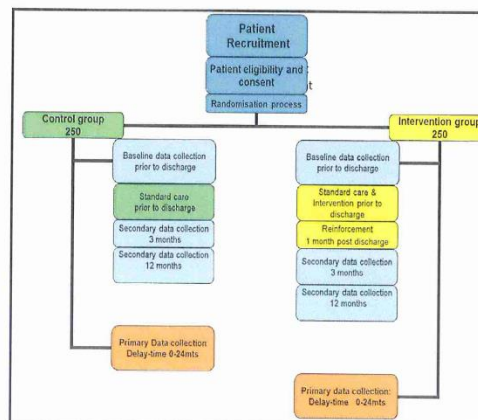 Patient
Recruitment
Patient eligibility and
consent
t
Randomisation process
Control group
250
Intervention group
250
Baseline data collection
prior to discharge
Standard care
prior to discharge
Secondary data collection
3 months
Secondary data collection
12 months
Primary Data collection
Delay-time 0-24mts
Baseline data collection
prior to discharge
Standard care &
Intervention prior to
discharge
Reinforcement
1 month post discharge
Secondary data collection
3 months
Secondary data collection
12 months
Primary data collection:
Delay-time 0-24mts